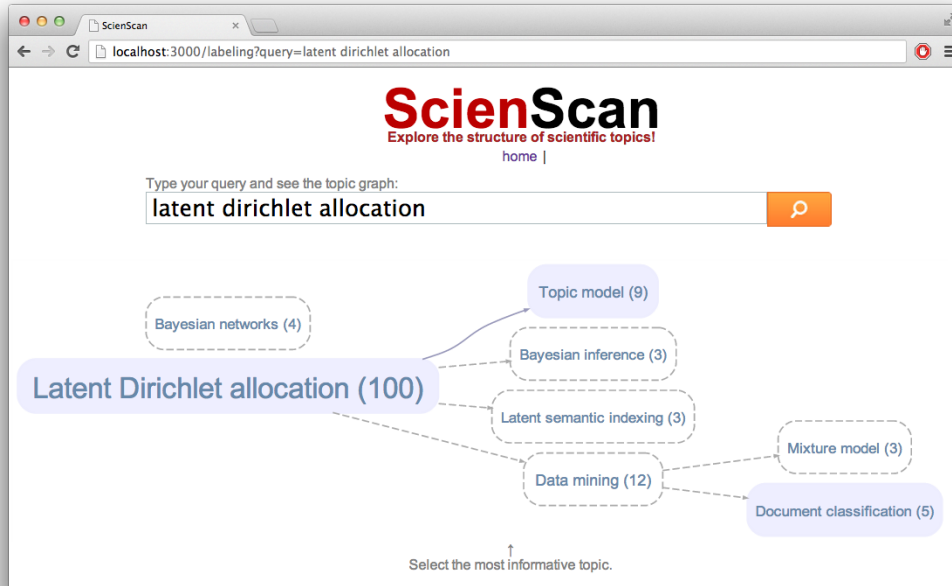 ScienScan
localhost:3000/labeling?query=latent dirichlet allocation
ScienScan
Explore the structure of scientific topics!
home |
Type your query and see the topic graph:
latent dirichlet allocation
Topic model (9)
Bayesian networks (4)
Bayesian inference (3)
Latent Dirichlet allocation (100)
Latent semantic indexing (3)
Mixture model (3)
Data mining (12)
Document classification (5)
Select the most informative topic.